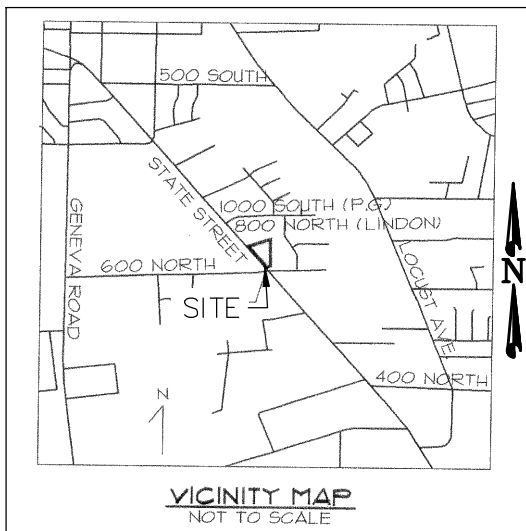 500 SOUTH
STATE STREET
GENEVA ROAD
1000 SOUTH (P.G.)
800 NORTH (LINDON)
LOCUST AVE.
600 NORTH
N
SITE
400 NORTH
N
VICINITY MAP
NOT TO SCALE